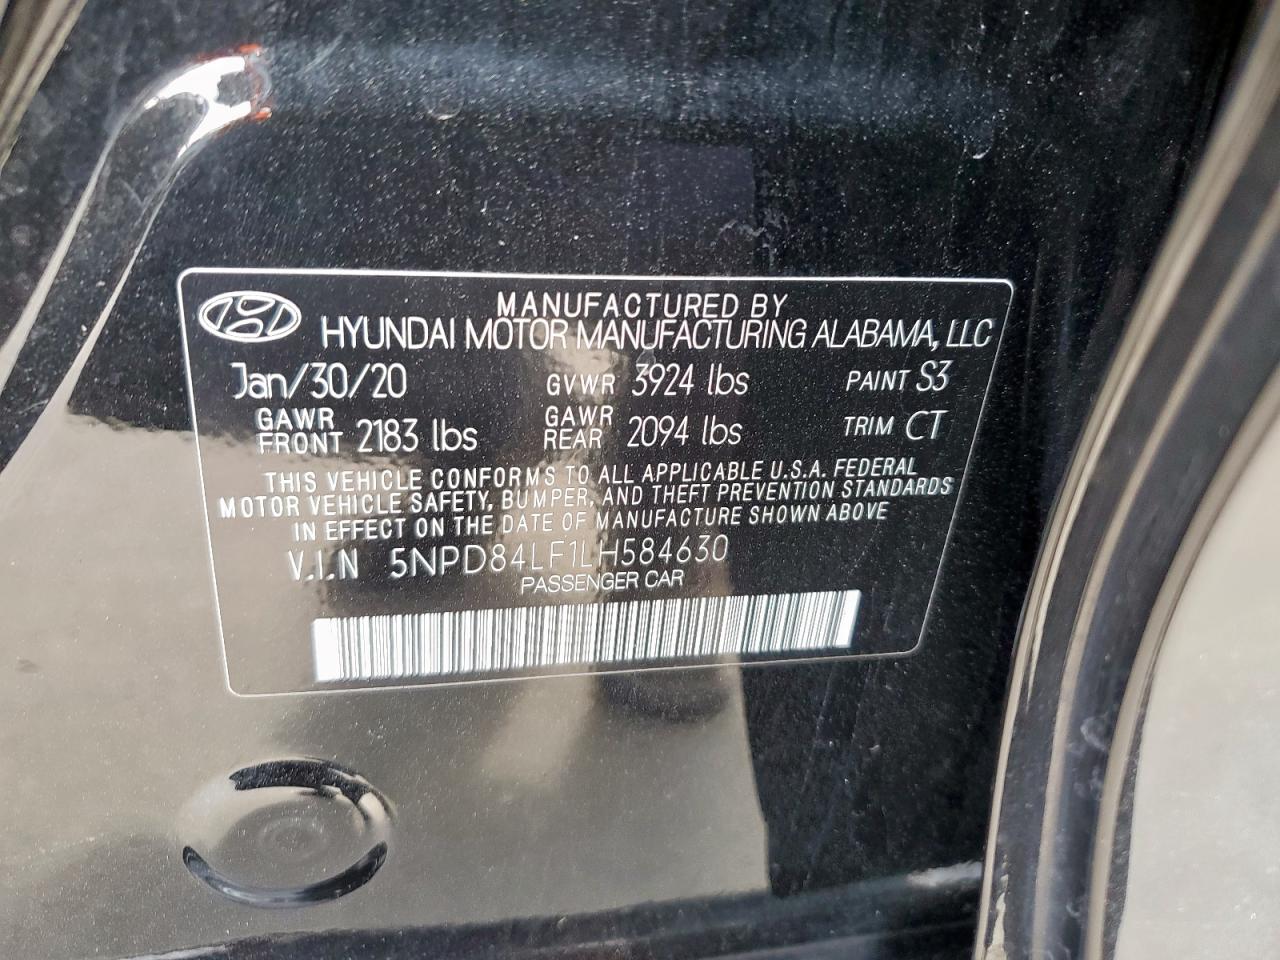 MANUFACTURED BY
HYUNDAI MOTOR MANUFACTURING ALABAMA, LLC
Jan/30/20 GVWR 3924 lbs PAINT S3
GAWR FRONT 2183 lbs GAWR REAR 2094 lbs TRIM CT
THIS VEHICLE CONFORMS TO ALL APPLICABLE U.S.A. FEDERAL
MOTOR VEHICLE SAFETY, BUMPER, AND THEFT PREVENTION STANDARDS
IN EFFECT ON THE DATE OF MANUFACTURE SHOWN ABOVE
V.I.N 5NPD84LF1LH584630
PASSENGER CAR